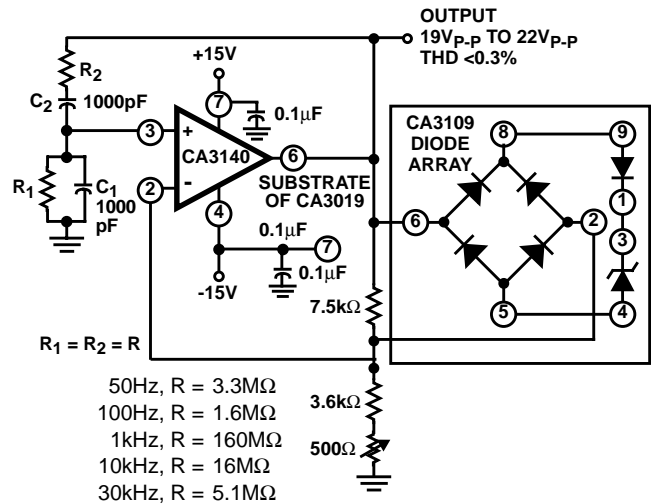 OUTPUT
19VP-P TO 22VP-P
THD <0.3%
+15V
R2
C2 1000pF
7
0.1μF
3
+
CA3140
6
2
-
4
R1
C1
1000
pF
SUBSTRATE
OF CA3019
0.1μF
7
0.1μF
-15V
CA3109
DIODE
ARRAY
8
9
6
2
1
3
5
4
7.5kΩ
R1 = R2 = R
3.6kΩ
500Ω
50Hz, R = 3.3MΩ
100Hz, R = 1.6MΩ
1kHz, R = 160MΩ
10kHz, R = 16MΩ
30kHz, R = 5.1MΩ